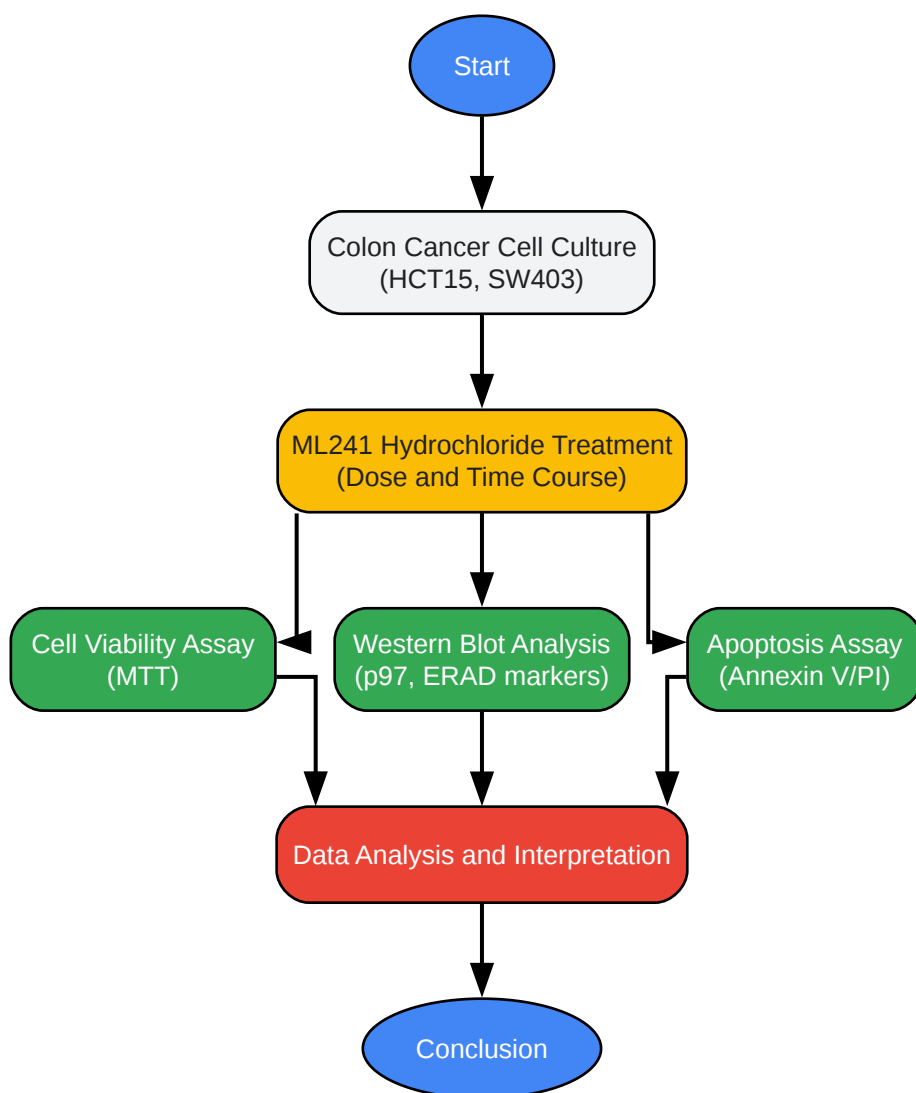 Start
Colon Cancer Cell Culture
(HCT15, SW403)
ML241 Hydrochloride Treatment
(Dose and Time Course)
Cell Viability Assay
(MTT)
Western Blot Analysis
(p97, ERAD markers)
Apoptosis Assay
(Annexin V/PI)
Data Analysis and Interpretation
Conclusion